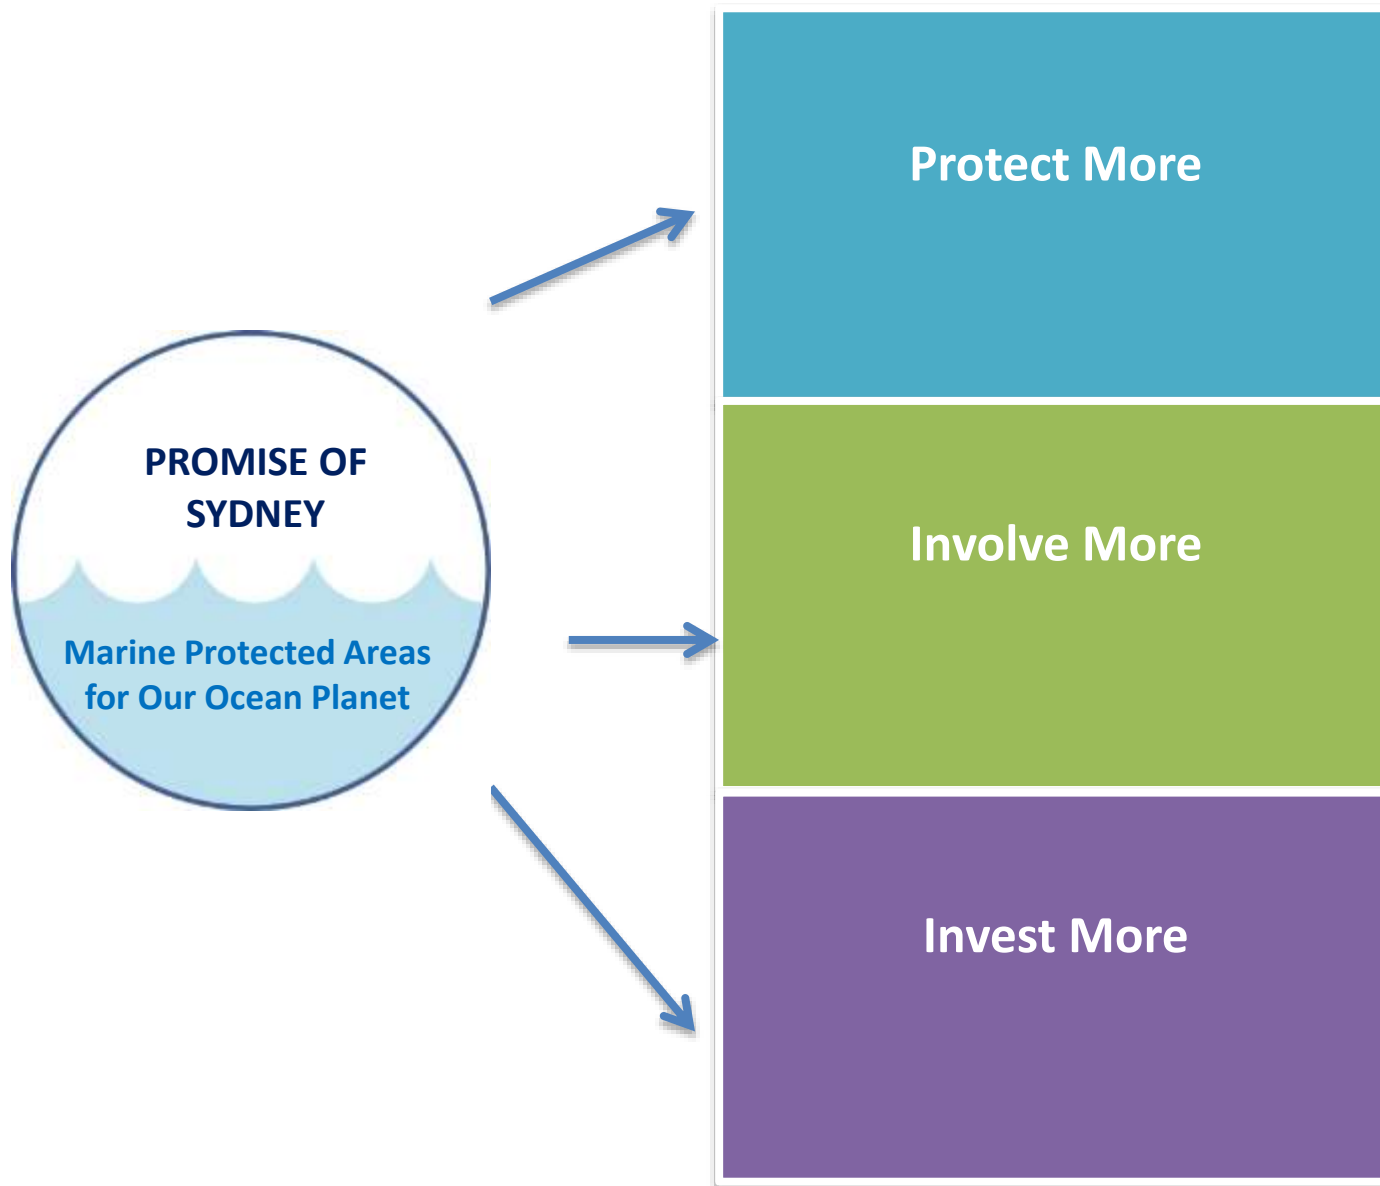 PROMISE OF
SYDNEY
Marine Protected Areas
for Our Ocean Planet
Protect More
Involve More
Invest More